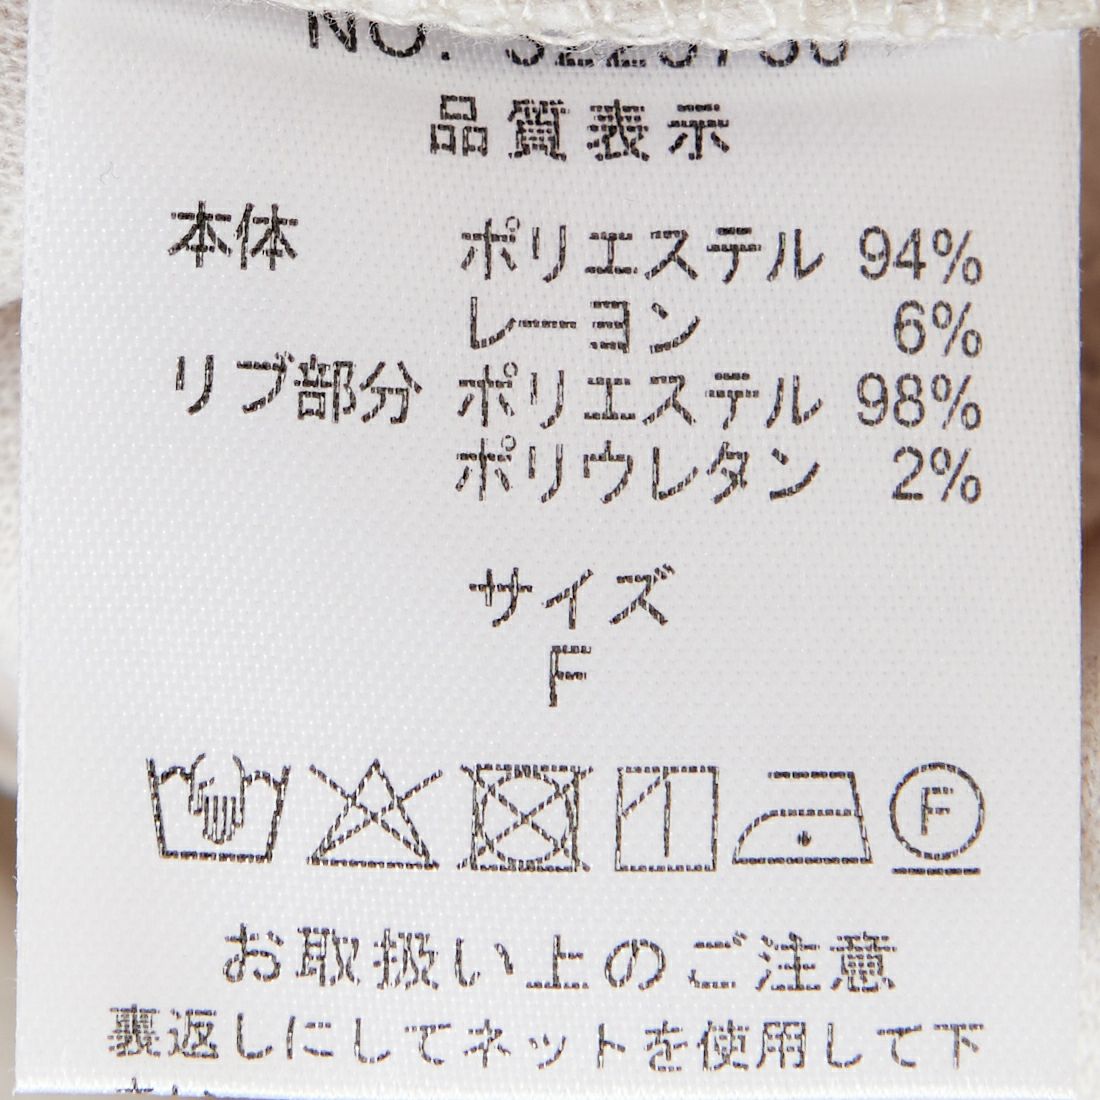 品質表示
本体 ポリエステル 94%
レーヨン 6%
リブ部分 ポリエステル 98%
ポリウレタン 2%
サイズ
F
F
お取扱い上のご注意
裏返しにしてネットを使用して下